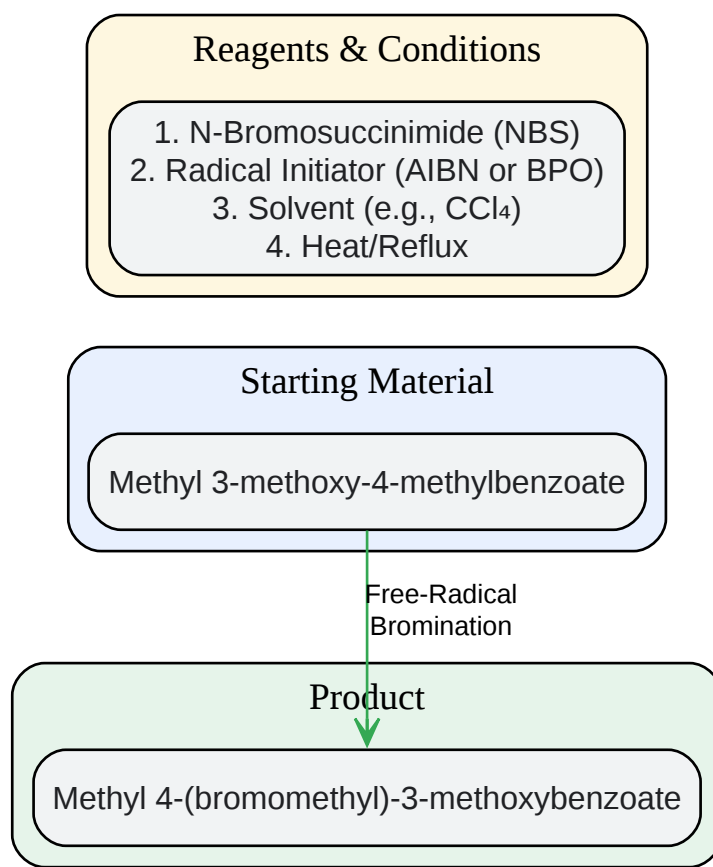 Reagents & Conditions
1. N-Bromosuccinimide (NBS)
2. Radical Initiator (AIBN or BPO)
3. Solvent (e.g., CCl₄)
4. Heat/Reflux
Starting Material
Methyl 3-methoxy-4-methylbenzoate
Free-Radical
Bromination
Product
Methyl 4-(bromomethyl)-3-methoxybenzoate